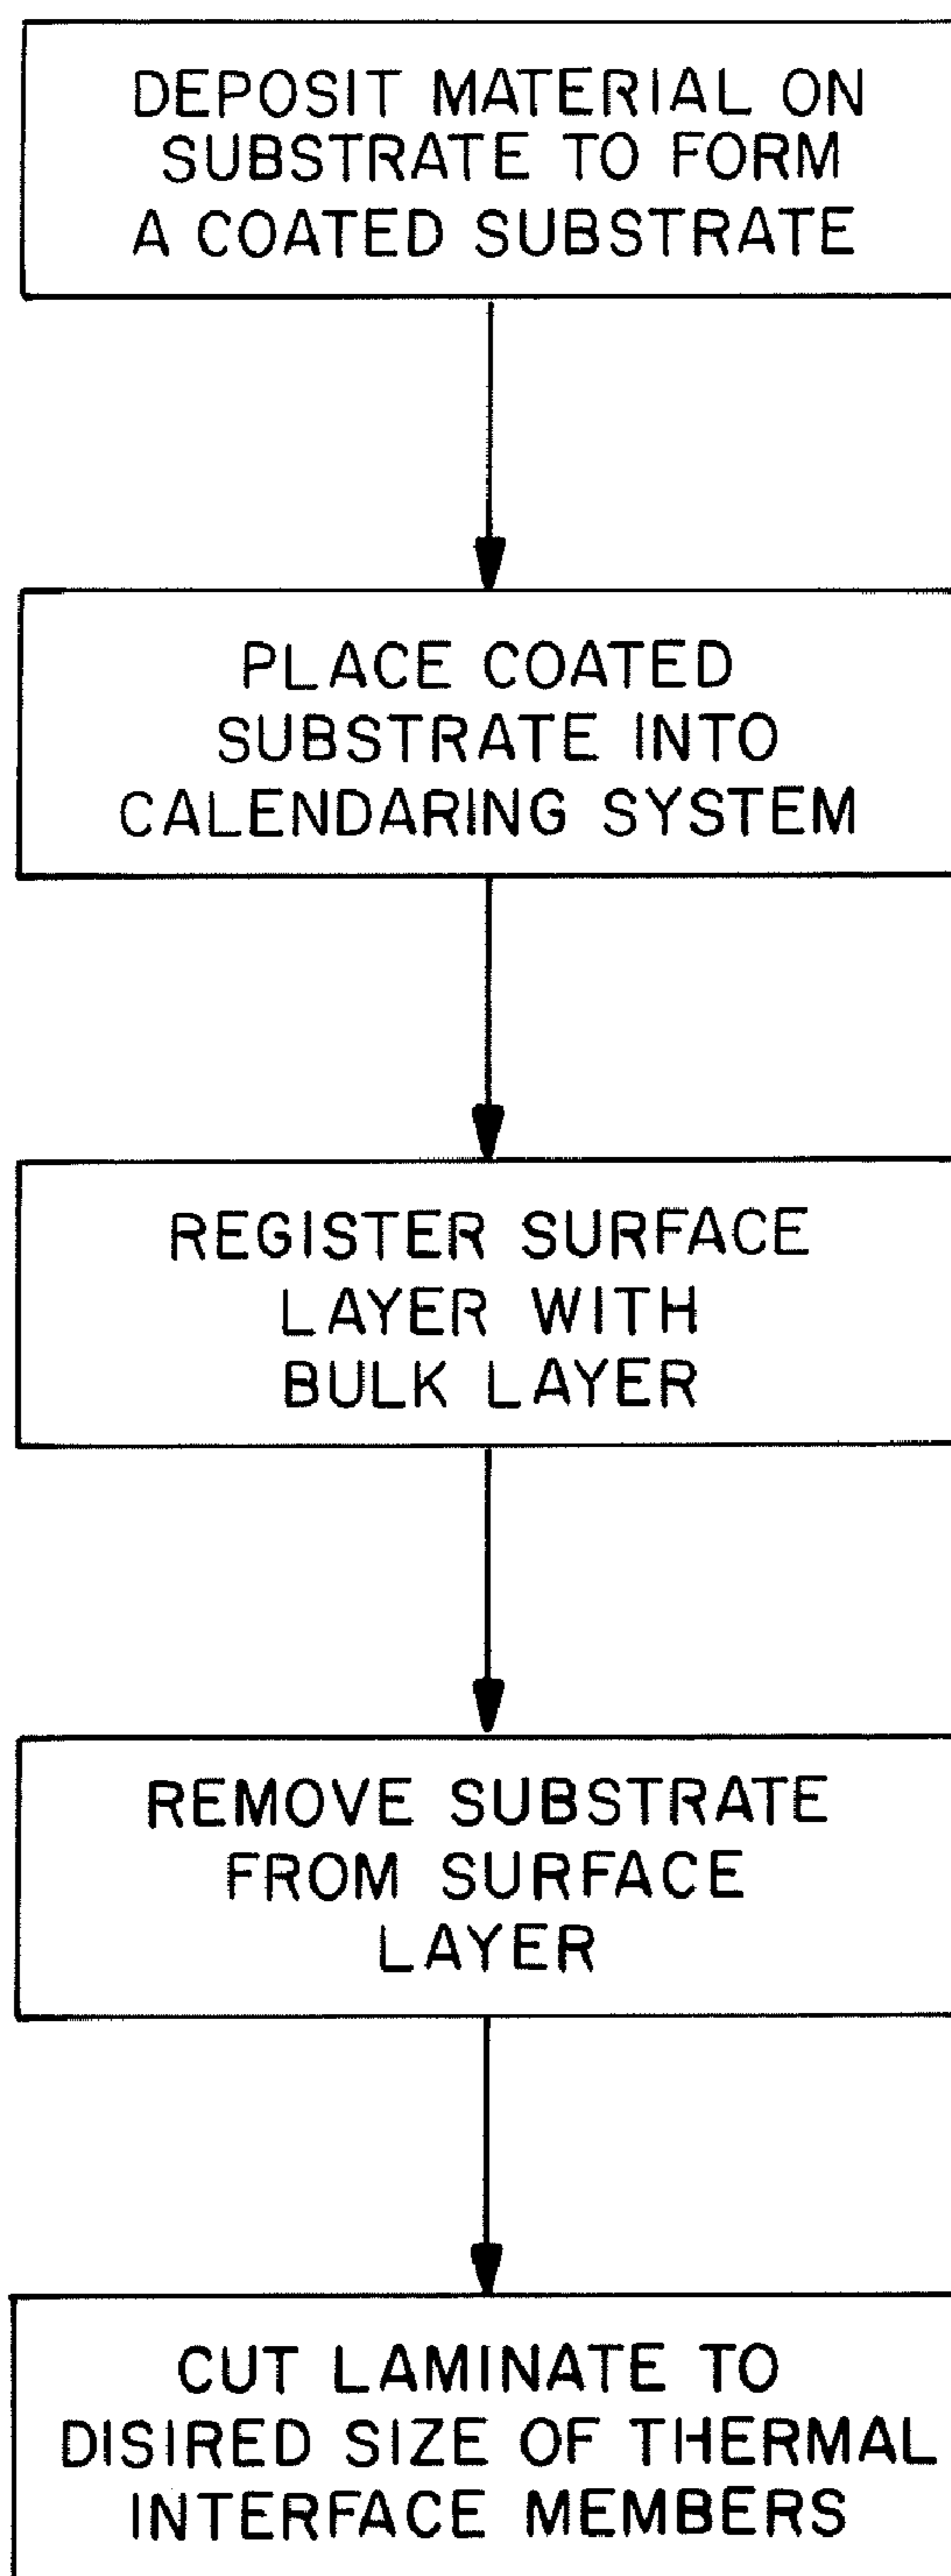 DEPOSIT MATERIAL ON
SUBSTRATE TO FORM
A COATED SUBSTRATE
PLACE COATED
SUBSTRATE INTO
CALENDARING SYSTEM
REGISTER SURFACE
LAYER WITH
BULK LAYER
REMOVE SUBSTRATE
FROM SURFACE
LAYER
CUT LAMINATE TO
DISIRED SIZE OF THERMAL
INTERFACE MEMBERS